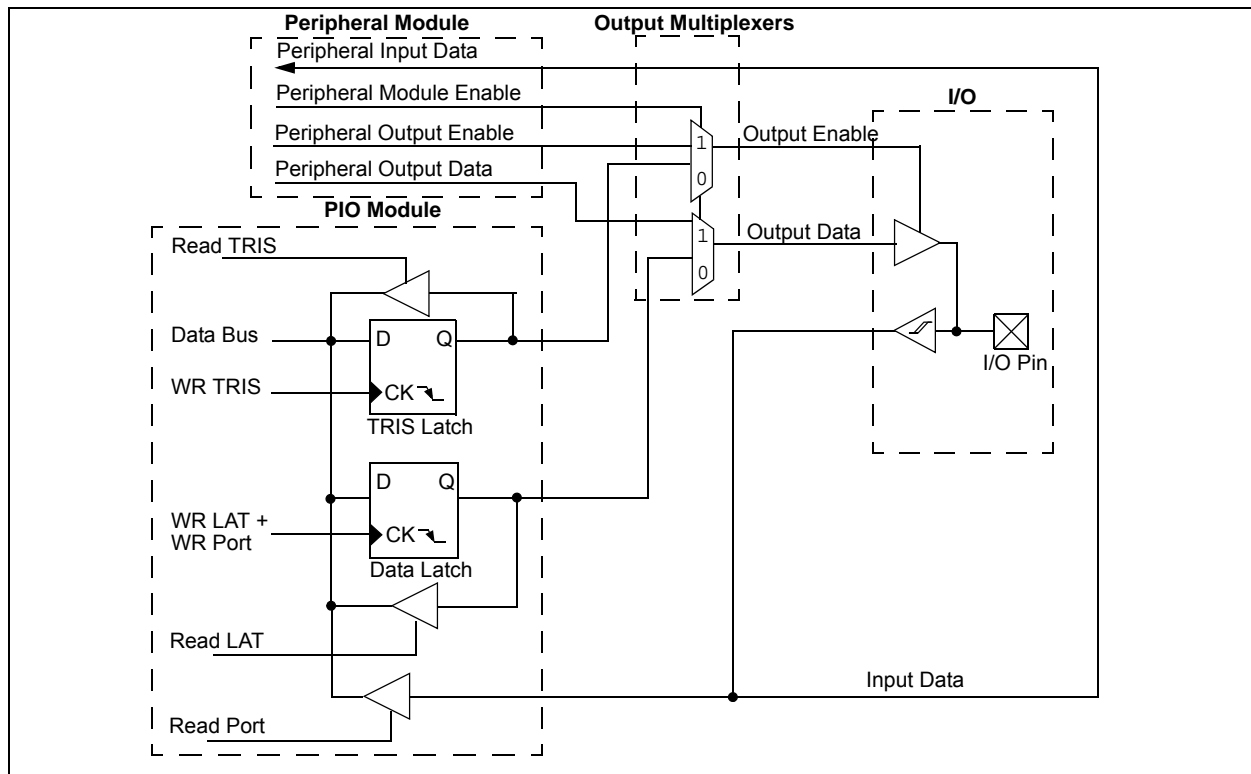 Peripheral Module
Output Multiplexers
Peripheral Input Data
Peripheral Module Enable
I/O
Peripheral Output Enable
1
Output Enable
Peripheral Output Data
0
PIO Module
Read TRIS
1
Output Data
0
Data Bus
D
Q
I/O Pin
WR TRIS
CK
TRIS Latch
D
Q
WR LAT +
WR Port
CK
Data Latch
Read LAT
Input Data
Read Port